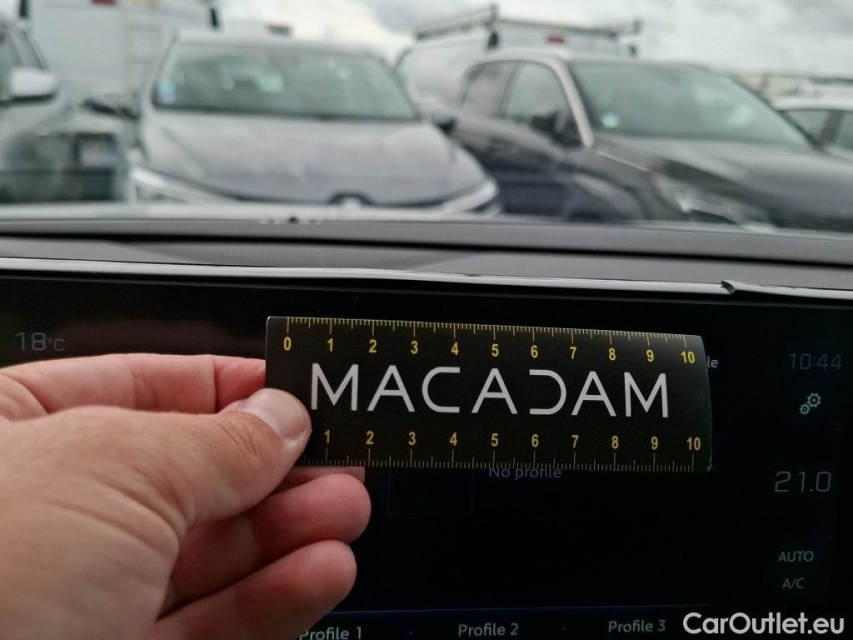 18°C
0 1 2 3 4 5 6 7 8 9 10
MACADAM
1 2 3 4 5 6 7 8 9 10
le
10:44
No profile
21.0
AUTO
A/C
Profile 1 Profile 2 Profile 3
CarOutlet.eu